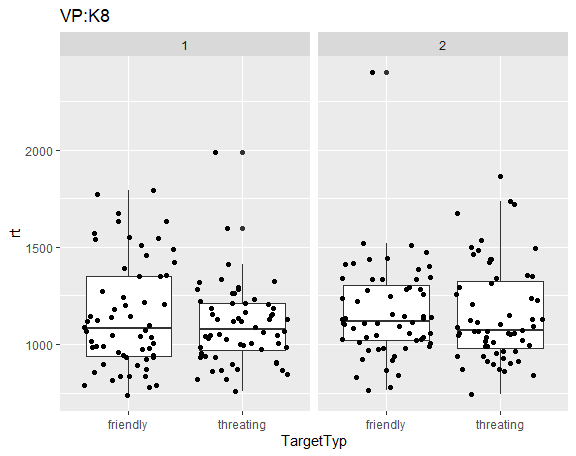 VP:K8
1
2
2000
1500
1000
rt
friendly
threating
friendly
threating
TargetTyp